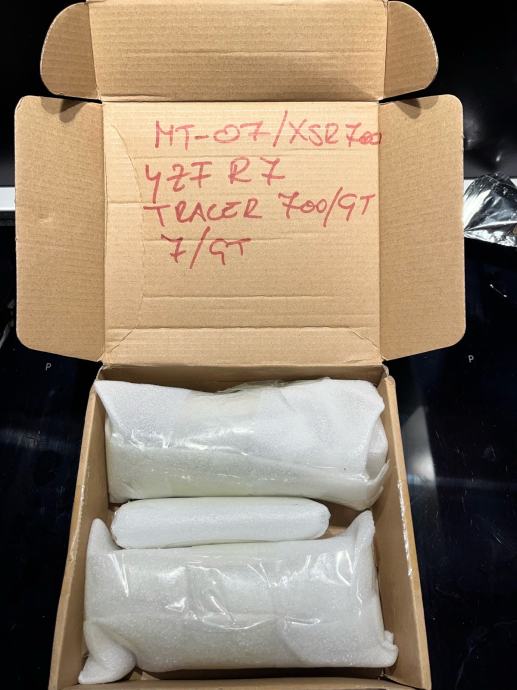 MT-07/XSR700
YZF R7
TRACER 700/GT
7/GT
P
P